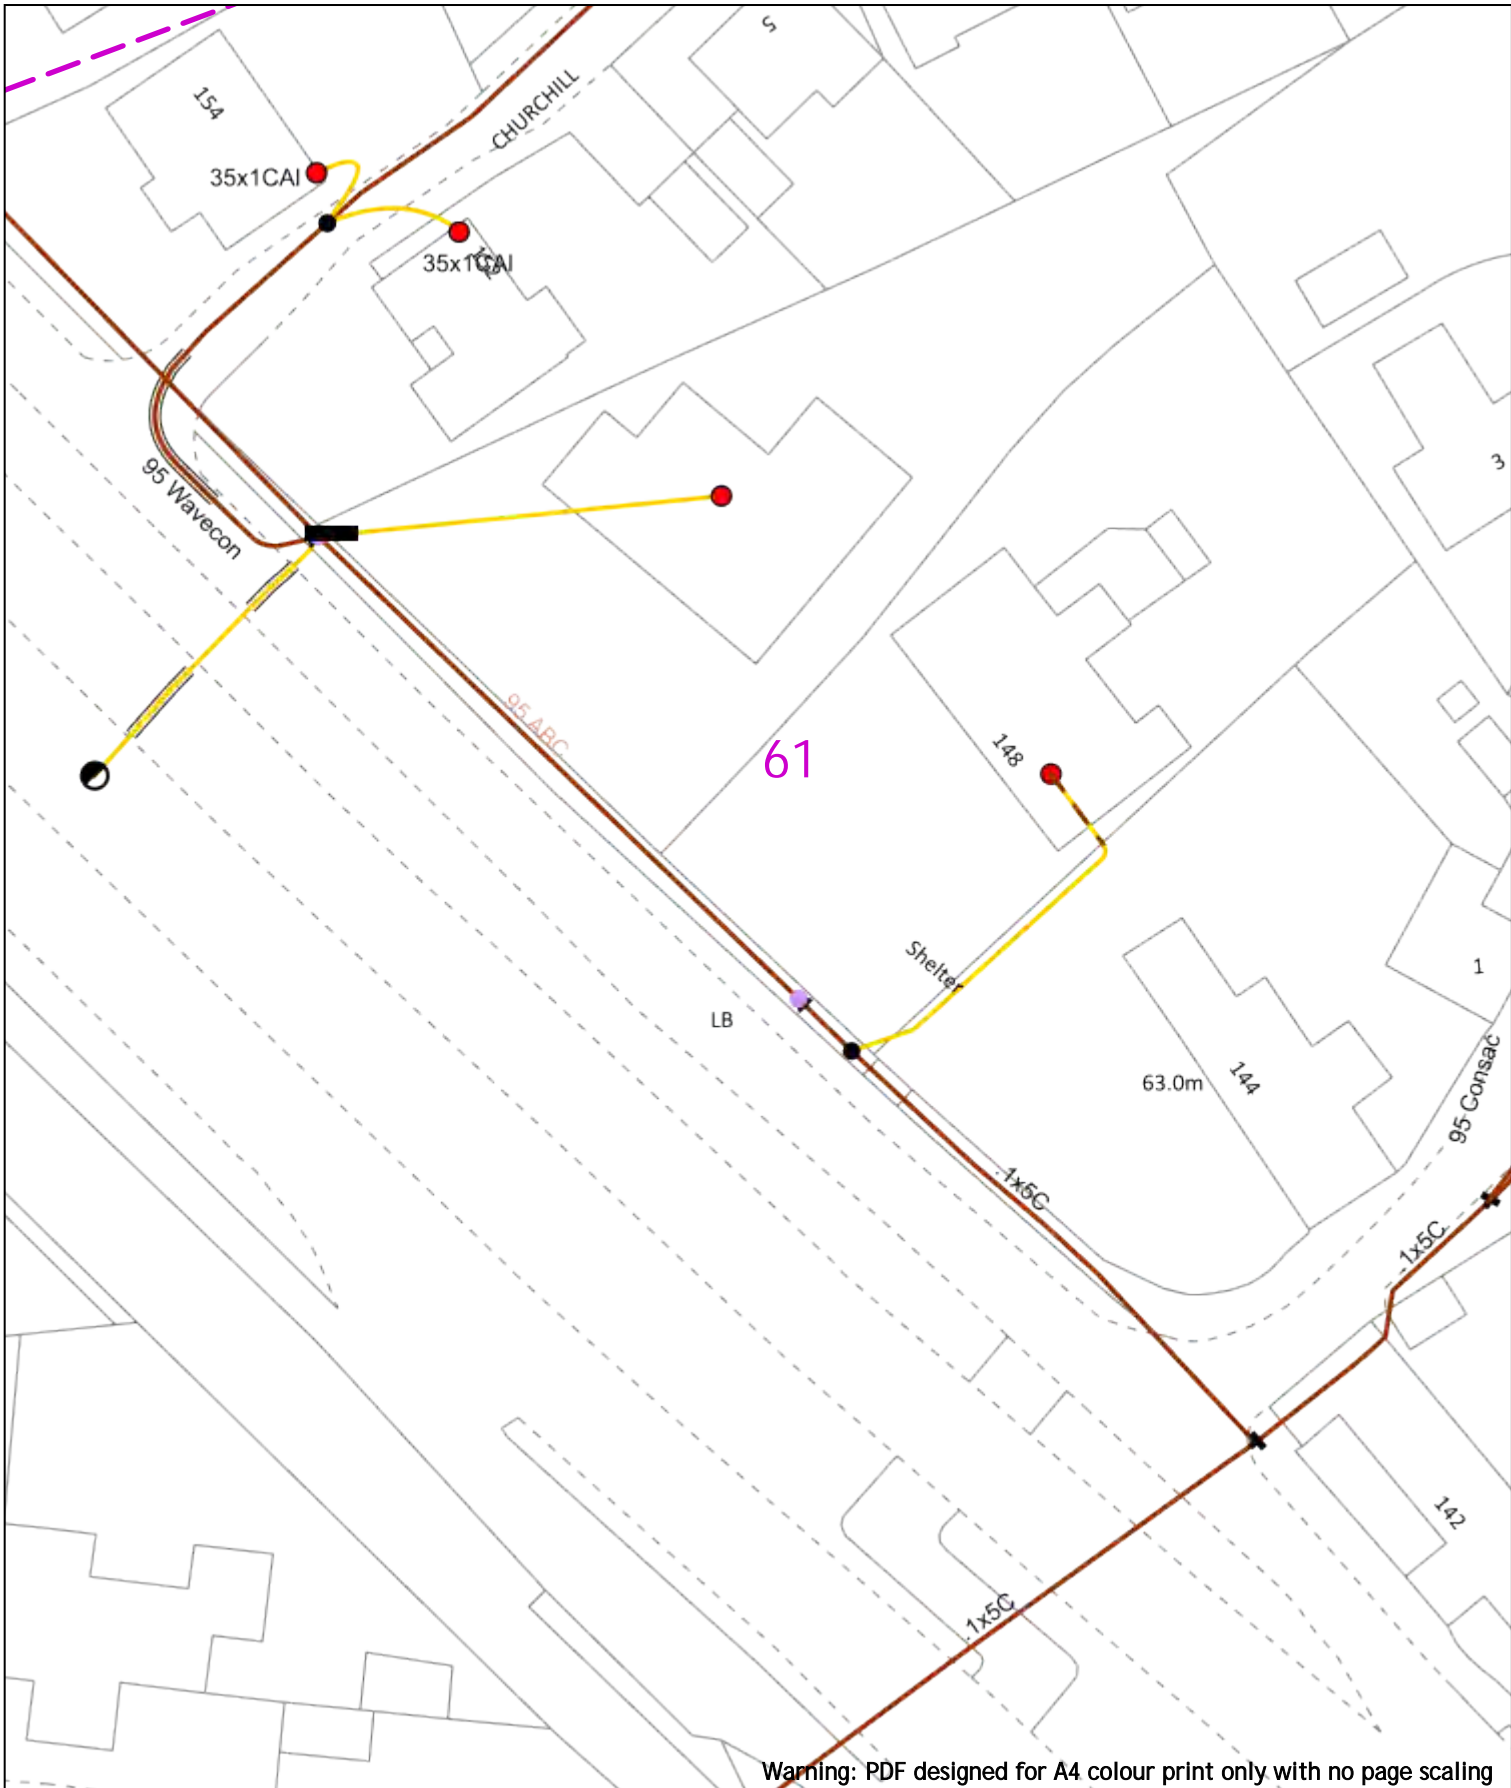 5
CHURCHILL
154
35x1CAI
35x1CAI
3
95 Wavecon
95 ABC
61
148
Shelter
1
LB
63.0m
144
95 Consac
.1x5C
.1x5C
142
.1x5C
Warning: PDF designed for A4 colour print only with no page scaling